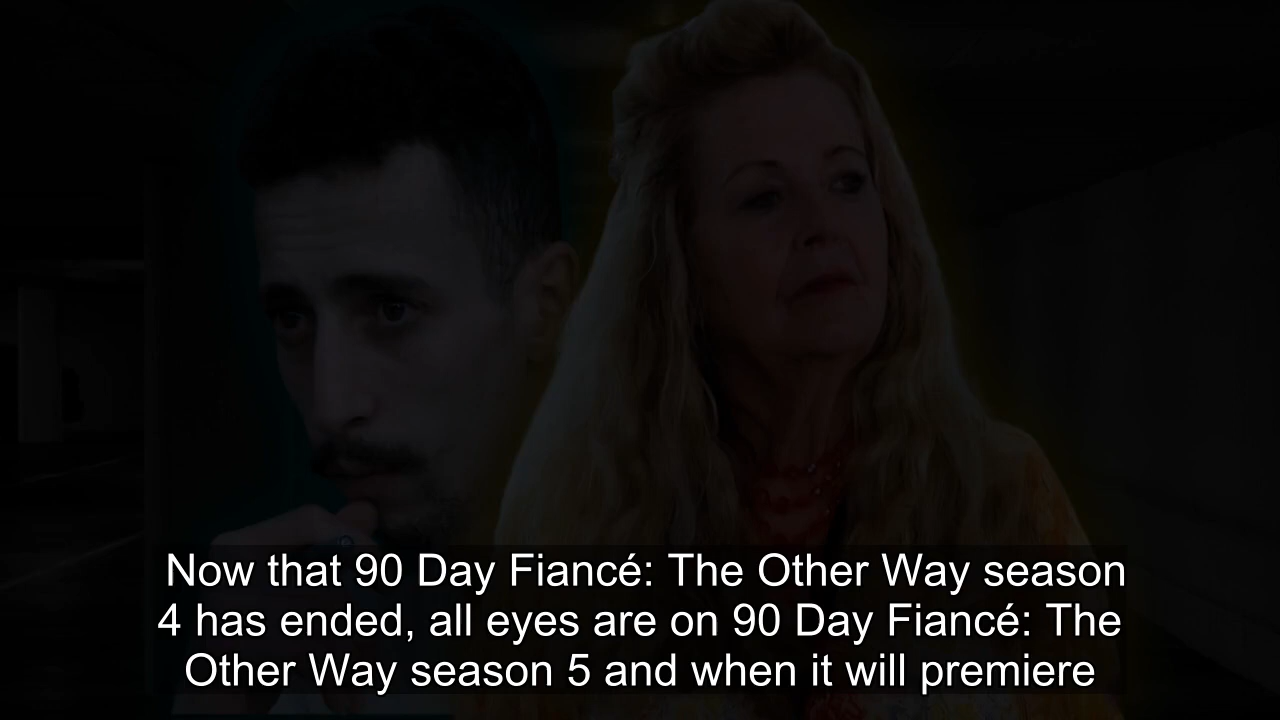 Now that 90 Day Fiancé: The Other Way season
4 has ended, all eyes are on 90 Day Fiancé: The
Other Way season 5 and when it will premiere